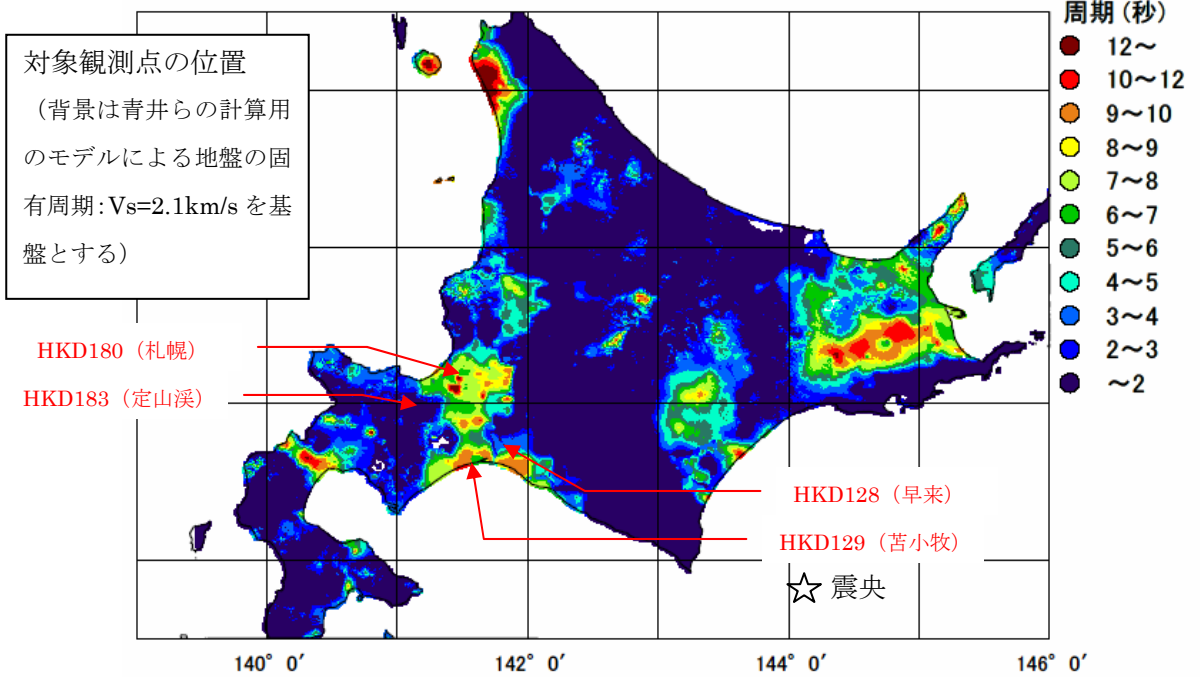 対象観測点の位置
（背景は青井らの計算用
のモデルによる地盤の固
有周期：Vs=2.1km/s を基
盤とする）
周期（秒）
12～
10～12
9～10
8～9
7～8
6～7
5～6
4～5
3～4
2～3
～2
HKD180（札幌）
HKD183（定山渓）
HKD128（早来）
HKD129（苫小牧）
☆ 震央
140° 0′
142° 0′
144° 0′
146° 0′